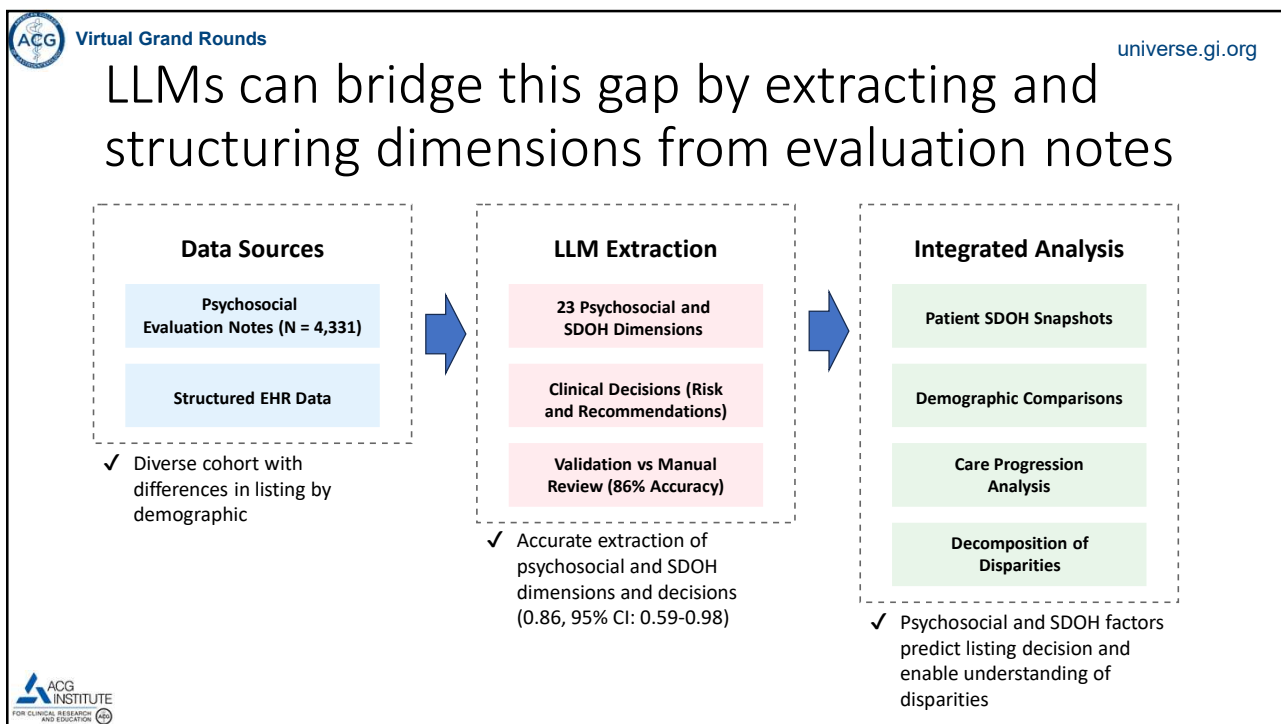 ACG
Virtual Grand Rounds
universe.gi.org
LLMs can bridge this gap by extracting and
structuring dimensions from evaluation notes
Data Sources
Psychosocial
Evaluation Notes (N = 4,331)
Structured EHR Data
✓ Diverse cohort with
differences in listing by
demographic
LLM Extraction
23 Psychosocial and
SDOH Dimensions
Clinical Decisions (Risk
and Recommendations)
Validation vs Manual
Review (86% Accuracy)
✓ Accurate extraction of
psychosocial and SDOH
dimensions and decisions
(0.86, 95% CI: 0.59-0.98)
Integrated Analysis
Patient SDOH Snapshots
Demographic Comparisons
Care Progression
Analysis
Decomposition of
Disparities
✓ Psychosocial and SDOH factors
predict listing decision and
enable understanding of
disparities
ACG
INSTITUTE
FOR CLINICAL RESEARCH
AND EDUCATION ACG